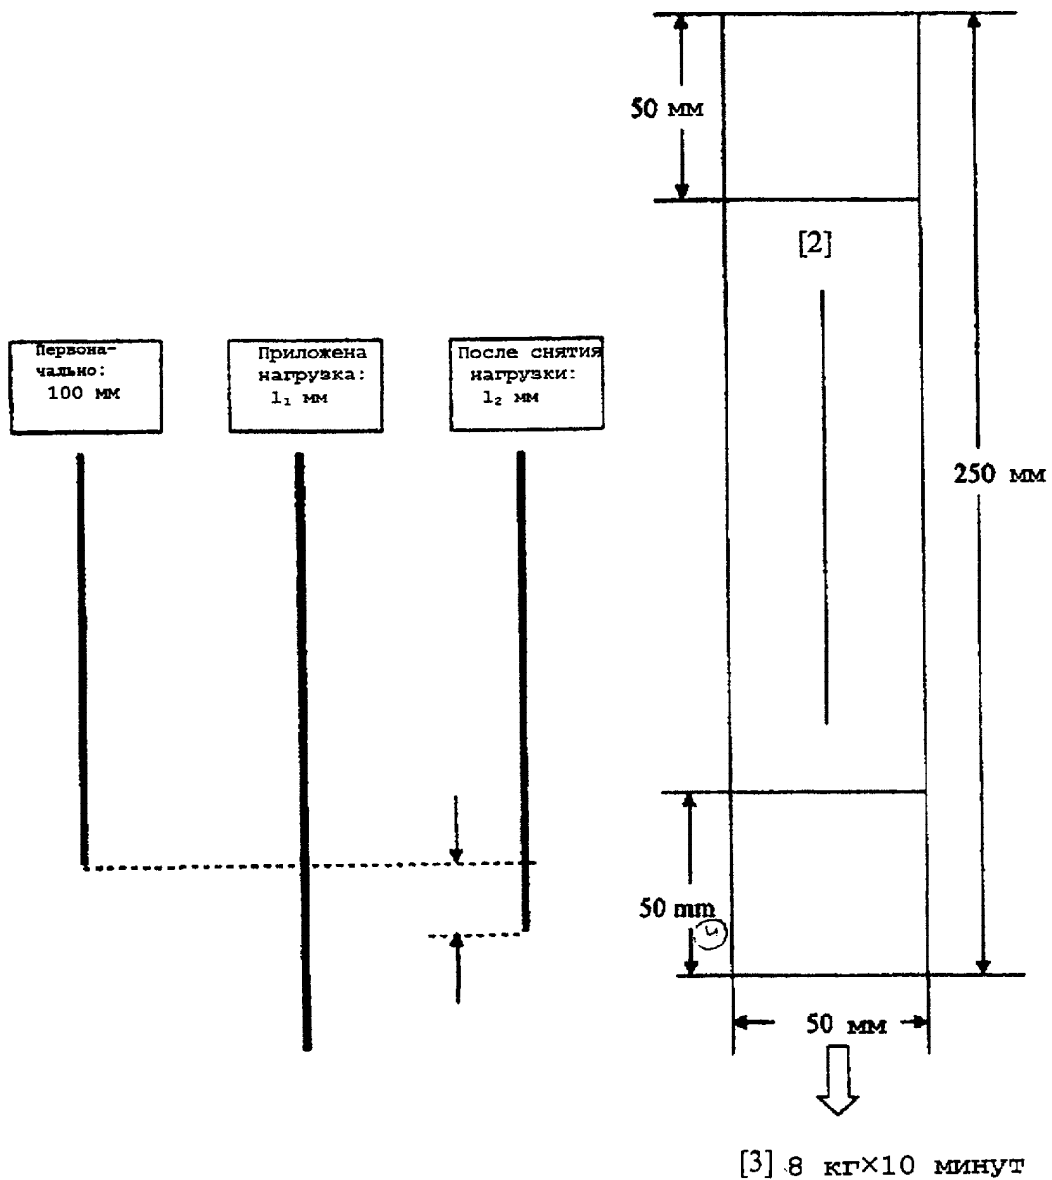 50 мм
[2]
Первона-
чально:
100 мм
Приложена
нагрузка:
l₁ мм
После снятия
нагрузки:
l₂ мм
250 мм
50 mm
50 мм
[3] 8 кг×10 минут